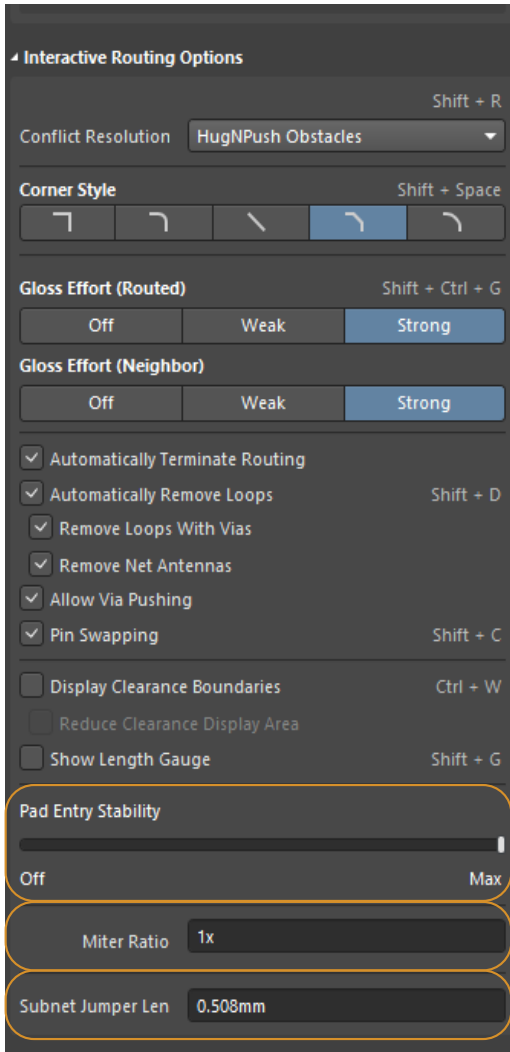 Interactive Routing Options
Shift + R
Conflict Resolution HugNPush Obstacles
Corner Style Shift + Space
Gloss Effort (Routed) Shift + Ctrl + G
Off Weak Strong
Gloss Effort (Neighbor)
Off Weak Strong
Automatically Terminate Routing
Automatically Remove Loops Shift + D
Remove Loops With Vias
Remove Net Antennas
Allow Via Pushing
Pin Swapping Shift + C
Display Clearance Boundaries Ctrl + W
Reduce Clearance Display Area
Show Length Gauge Shift + G
Pad Entry Stability
Off Max
Miter Ratio 1x
Subnet Jumper Len 0.508mm